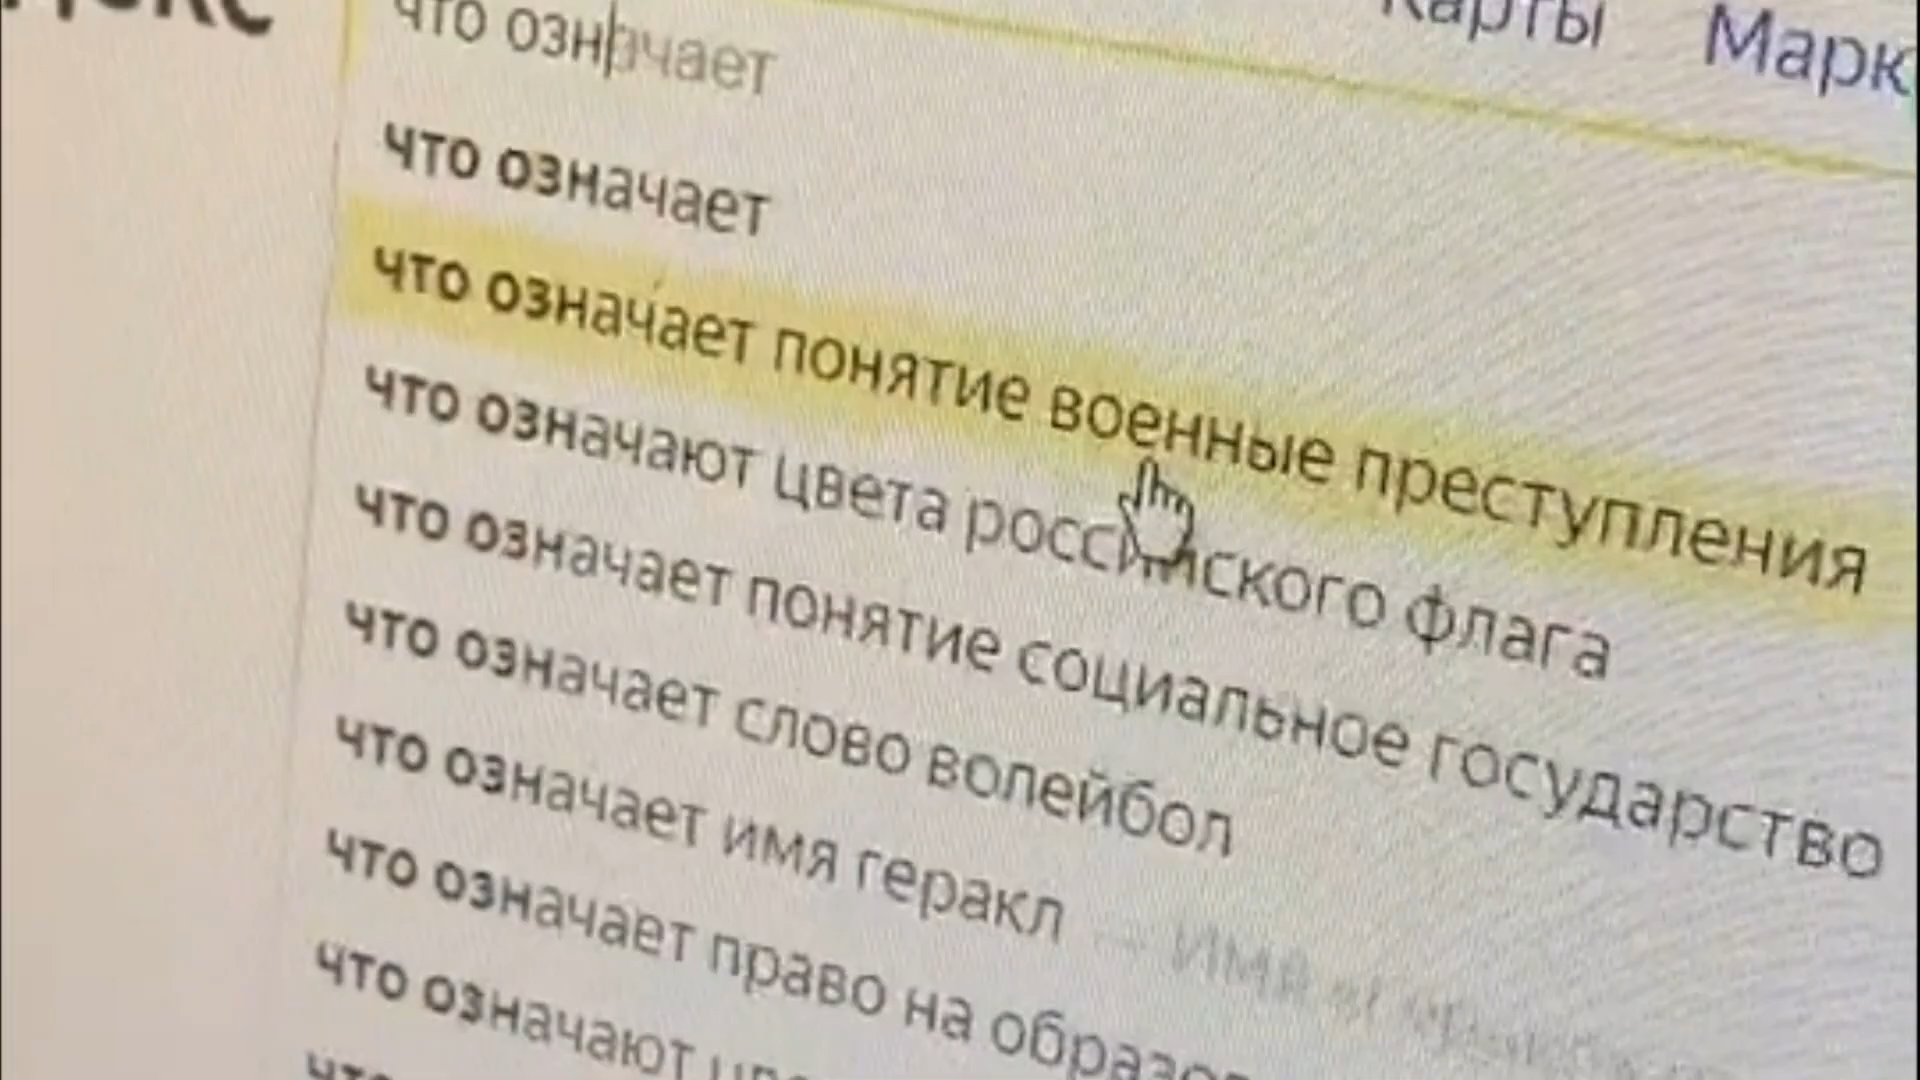 Карты Марк
что означает
что означает
что означает понятие военные преступления
что означают цвета российского флага
что означает понятие социальное государство
что означает слово волейбол
что означает имя геракл
что означает право на образов
что означают